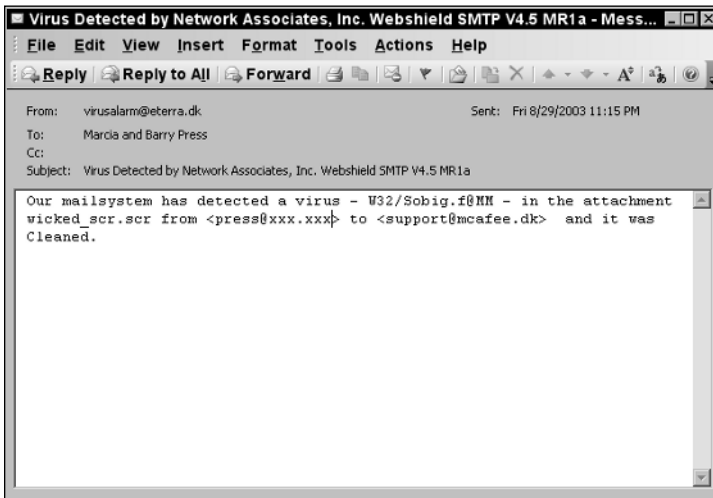 Virus Detected by Network Associates, Inc. Webshield SMTP V4.5 MR1a - Mess...
File Edit View Insert Format Tools Actions Help
Reply Reply to All Forward
From: virusalarm@eterra.dk Sent: Fri 8/29/2003 11:15 PM
To: Marcia and Barry Press
Cc:
Subject: Virus Detected by Network Associates, Inc. Webshield SMTP V4.5 MR1a
Our mailsystem has detected a virus - W32/Sobig.f@MM - in the attachment
wicked_scr.scr from <press@xxx.xxx> to <support@mcafee.dk> and it was
Cleaned.